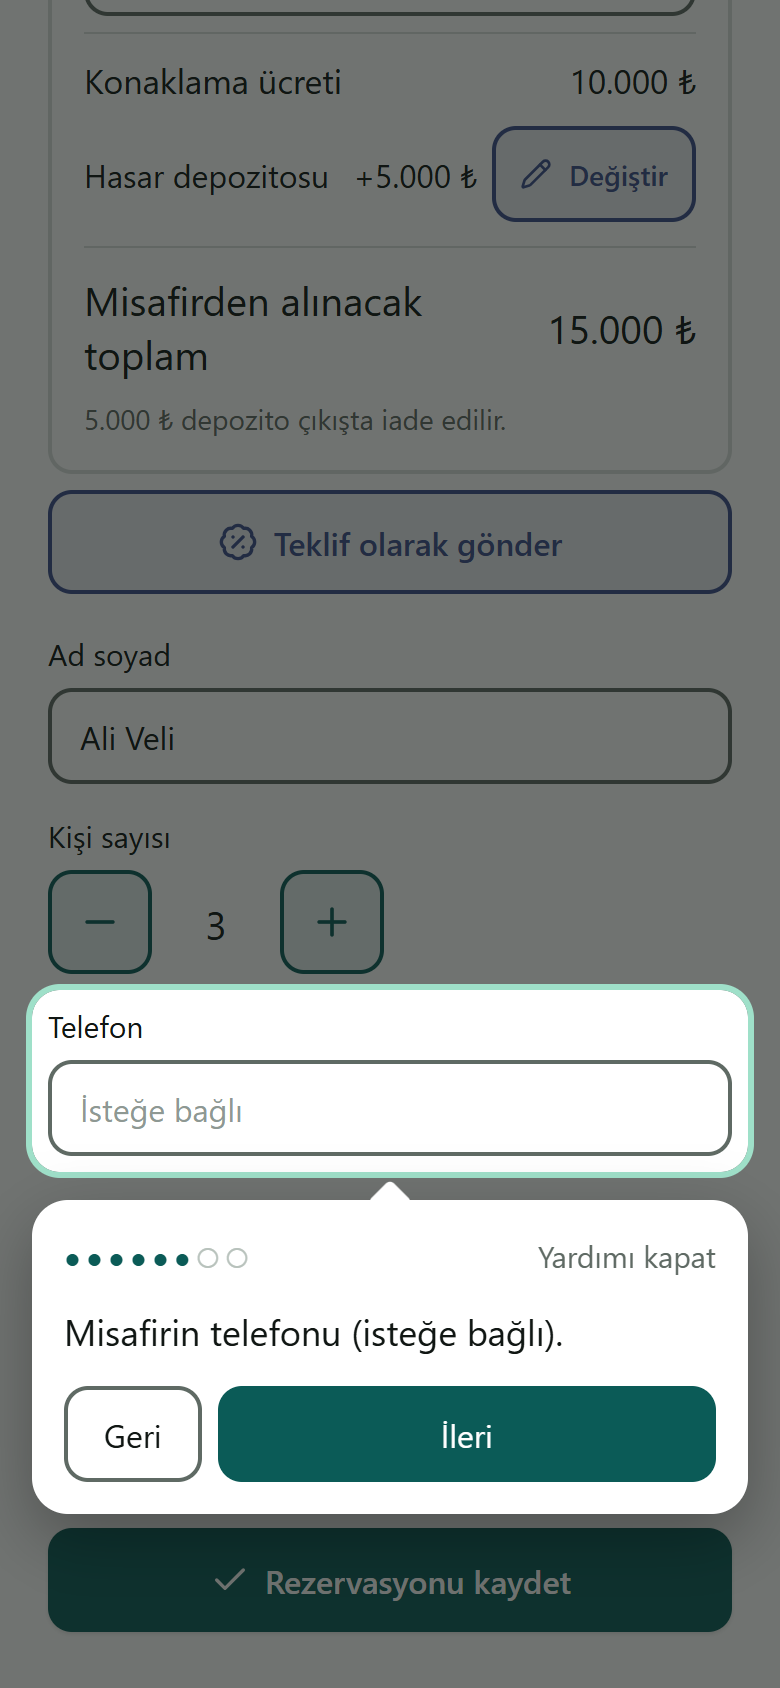 Konaklama ücreti 10.000 ₺
Hasar depozitosu +5.000 ₺ Değiştir
Misafirden alınacak toplam 15.000 ₺
5.000 ₺ depozito çıkışta iade edilir.
Teklif olarak gönder
Ad soyad
Ali Veli
Kişi sayısı
3
Telefon
İsteğe bağlı
Yardımı kapat
Misafirin telefonu (isteğe bağlı).
Geri İleri
Rezervasyonu kaydet